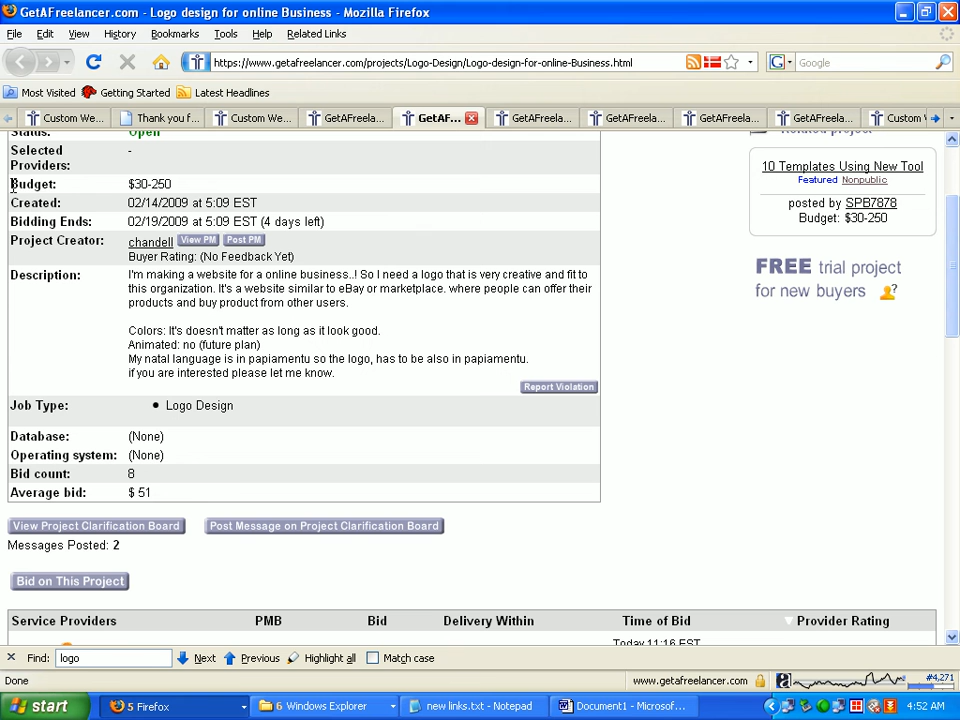 GetAFreelancer.com - Logo design for online Business - Mozilla Firefox
File Edit View History Bookmarks Tools Help Related Links
https://www.getafreelancer.com/projects/Logo-Design/Logo-design-for-online-Business.html
Google
Most Visited Getting Started Latest Headlines
Custom We... Thank you f... Custom We... GetAFreela... GetAF... GetAFreela... GetAFreela... GetAFreela... GetAFreela... Custom
Status: Open
Selected Providers: -
Budget: $30-250
Created: 02/14/2009 at 5:09 EST
Bidding Ends: 02/19/2009 at 5:09 EST (4 days left)
Project Creator: chandell View PM Post PM
Buyer Rating: (No Feedback Yet)
Description: I'm making a website for a online business..! So I need a logo that is very creative and fit to
this organization. It's a website similar to eBay or marketplace. where people can offer their
products and buy product from other users.
Colors: It's doesn't matter as long as it look good.
Animated: no (future plan)
My natal language is in papiamentu so the logo, has to be also in papiamentu.
if you are interested please let me know.
Report Violation
Job Type: • Logo Design
Database: (None)
Operating system: (None)
Bid count: 8
Average bid: $ 51
View Project Clarification Board Post Message on Project Clarification Board
Messages Posted: 2
Bid on This Project
Service Providers PMB Bid Delivery Within Time of Bid Provider Rating
Today 11:16 EST
Related project
10 Templates Using New Tool
Featured Nonpublic
posted by SPB7878
Budget: $30-250
FREE trial project
for new buyers
Find: logo Next Previous Highlight all Match case
Done www.getafreelancer.com #4,271
start 5 Firefox 6 Windows Explorer new links.txt - Notepad Document1 - Microsof... 4:52 AM